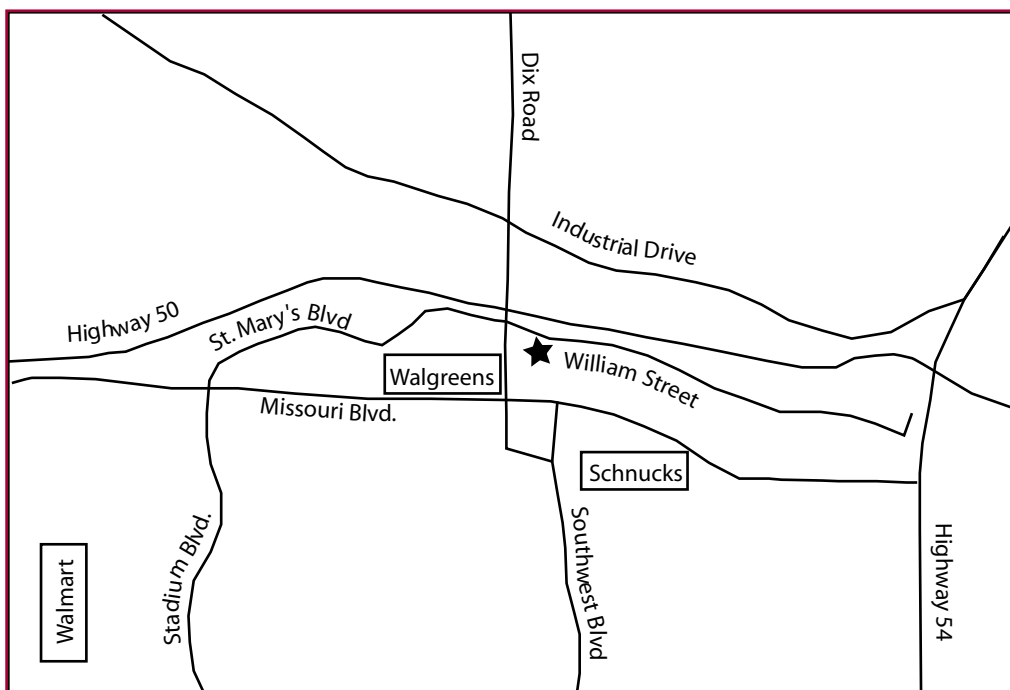 Dix Road
Industrial Drive
Highway 50
St. Mary's Blvd
Walgreens
William Street
Missouri Blvd.
Schnucks
Stadium Blvd.
Southwest Blvd
Highway 54
Walmart